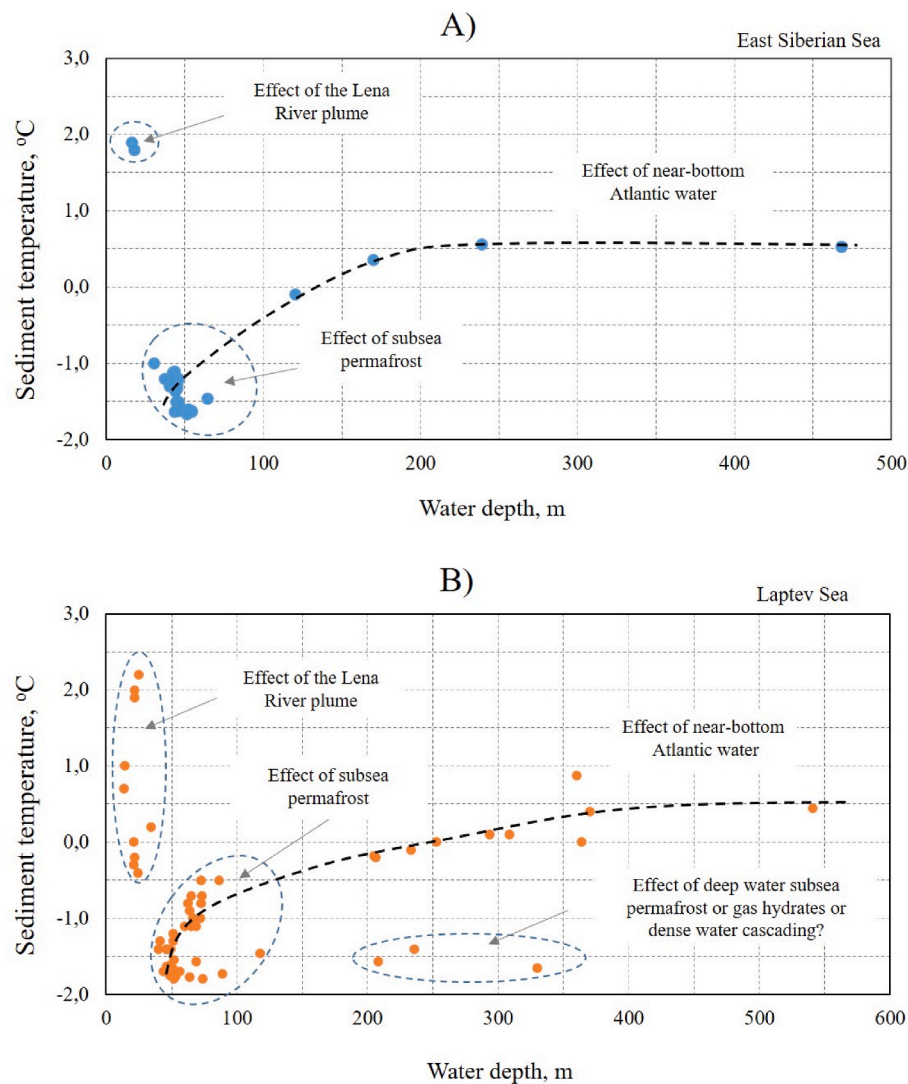 A)
East Siberian Sea
3,0
2,0
1,0
0,0
-1,0
-2,0
Sediment temperature, ºC
Effect of the Lena
River plume
Effect of near-bottom
Atlantic water
Effect of subsea
permafrost
0
100
200
300
400
500
Water depth, m
B)
Laptev Sea
3,0
2,0
1,0
0,0
-1,0
-2,0
Sediment temperature, ºC
Effect of the Lena
River plume
Effect of near-bottom
Atlantic water
Effect of subsea
permafrost
Effect of deep water subsea
permafrost or gas hydrates or
dense water cascading?
0
100
200
300
400
500
600
Water depth, m